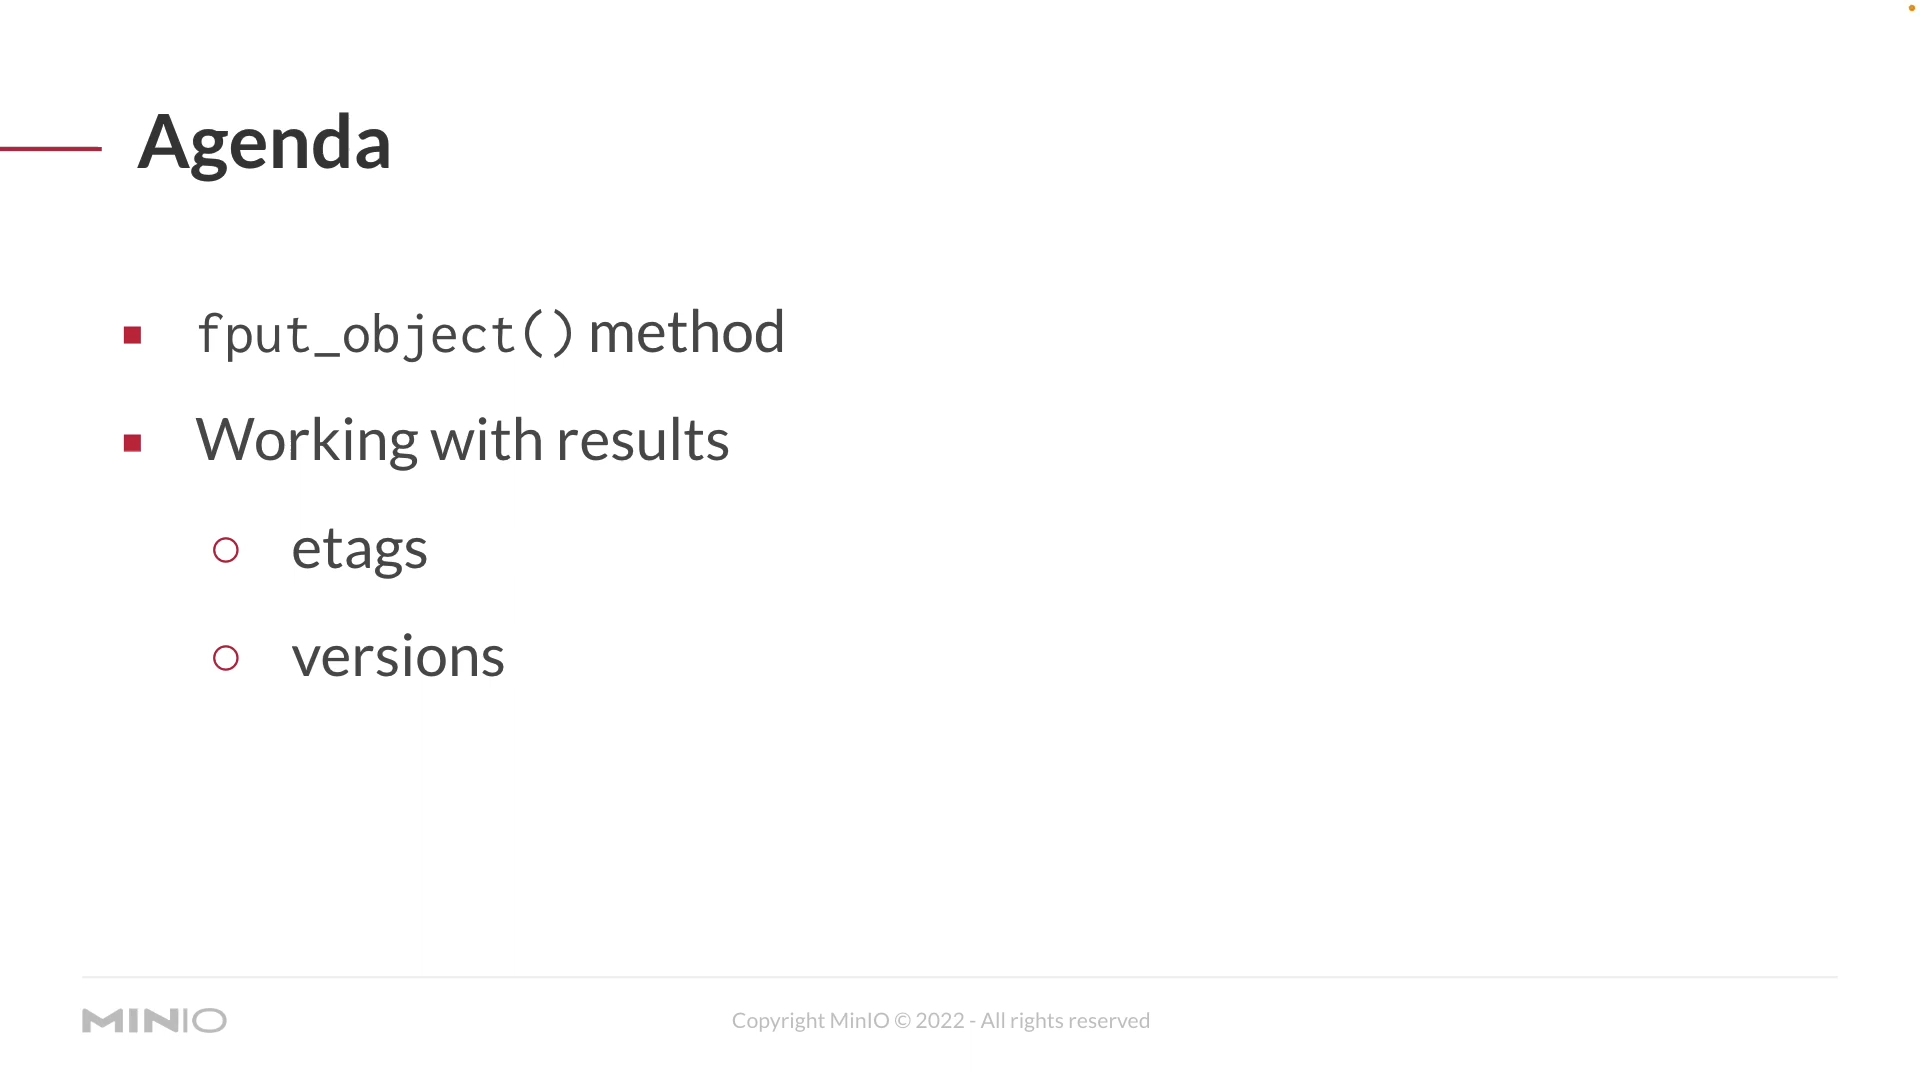 Agenda
fput_object() method
Working with results
etags
versions
MINIO
Copyright MinIO © 2022 - All rights reserved